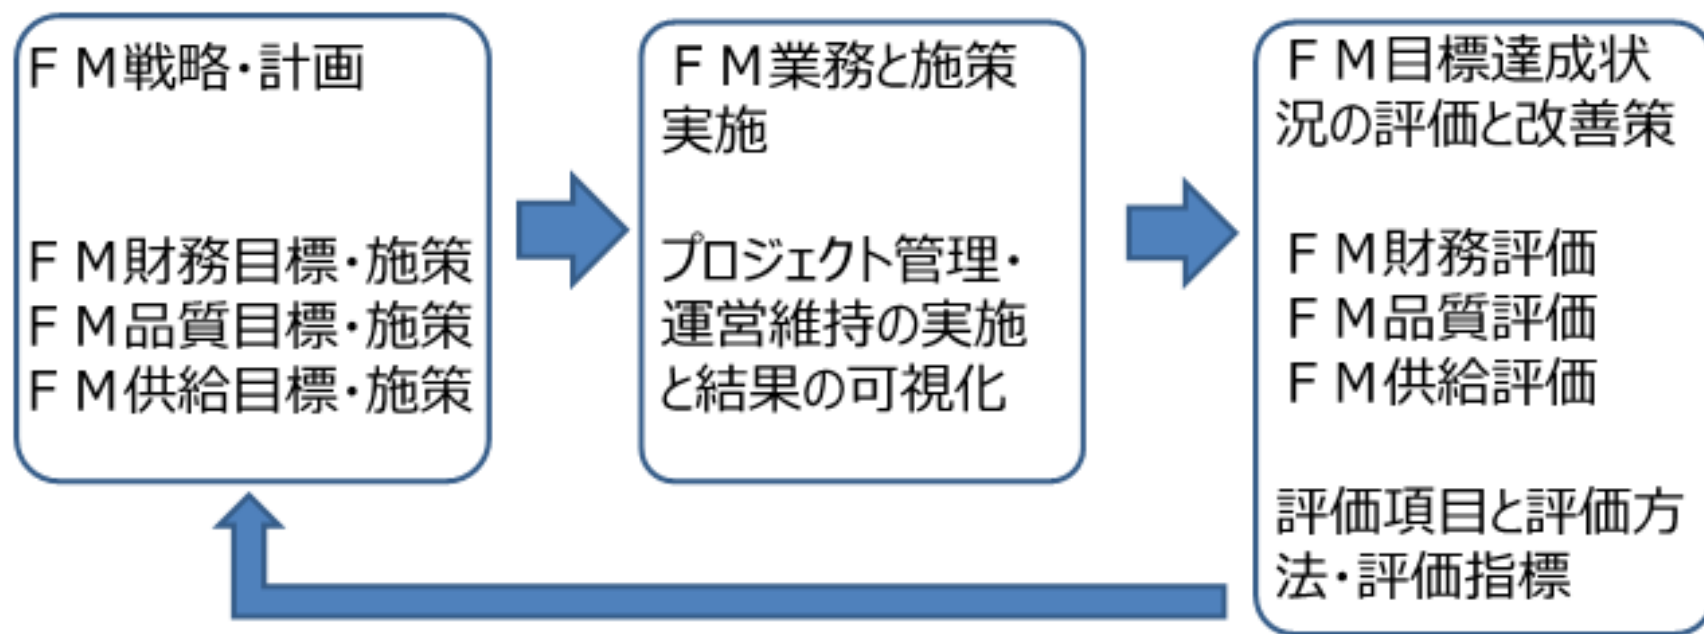 ＦＭ戦略・計画
ＦＭ財務目標・施策
ＦＭ品質目標・施策
ＦＭ供給目標・施策
ＦＭ業務と施策
実施
プロジェクト管理・
運営維持の実施
と結果の可視化
ＦＭ目標達成状
況の評価と改善策
ＦＭ財務評価
ＦＭ品質評価
ＦＭ供給評価
評価項目と評価方
法・評価指標